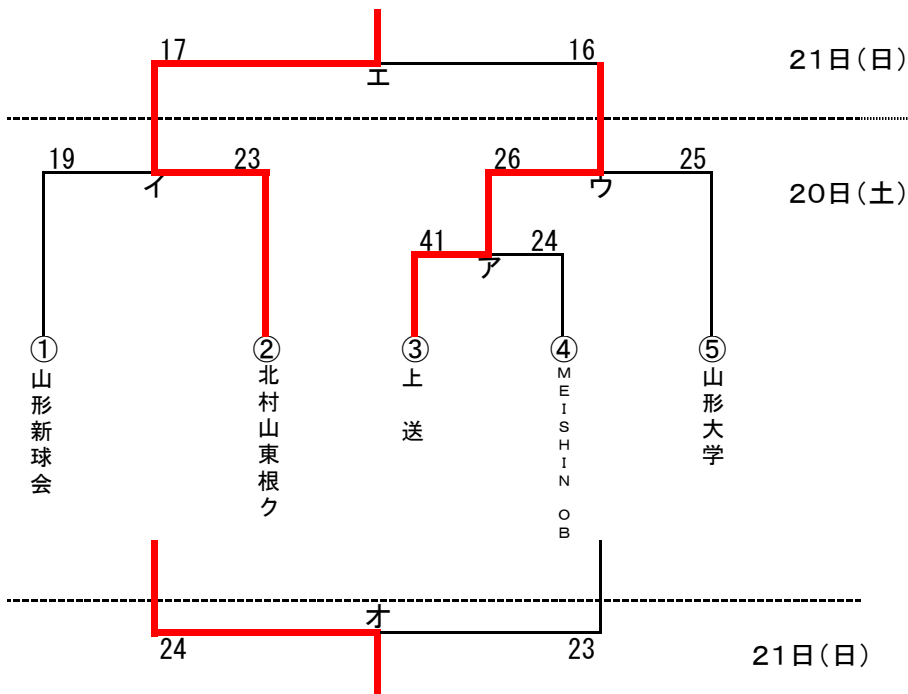 17
16
エ
21日(日)
19
23
26
25
イ
ウ
20日(土)
41
24
ア
①
②
③
④
⑤
山形新球会
北村山東根ク
上 送
MEISHIN OB
山形大学
オ
24
23
21日(日)